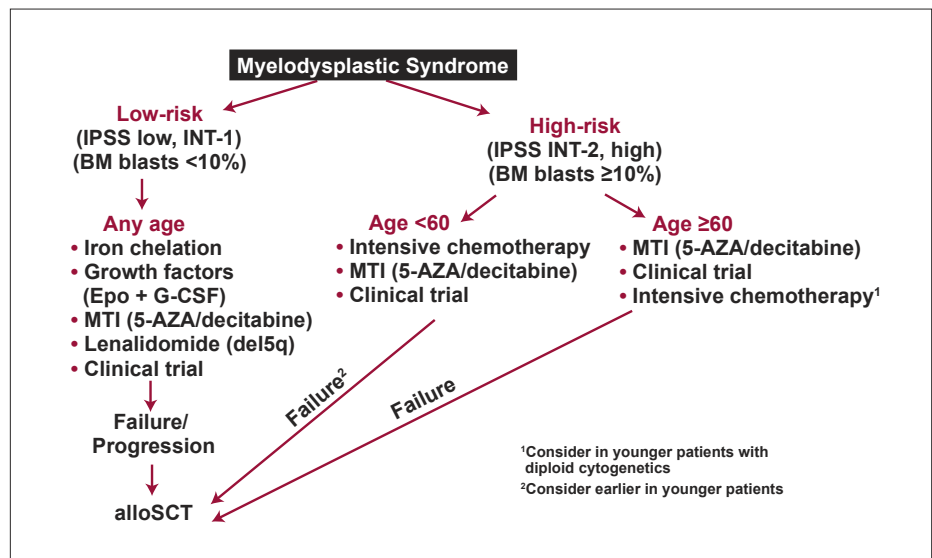 Myelodysplastic Syndrome
Low-risk
(IPSS low, INT-1)
(BM blasts <10%)
High-risk
(IPSS INT-2, high)
(BM blasts ≥10%)
Any age
• Iron chelation
• Growth factors
(Epo + G-CSF)
• MTI (5-AZA/decitabine)
• Lenalidomide (del5q)
• Clinical trial
Age <60
• Intensive chemotherapy
• MTI (5-AZA/decitabine)
• Clinical trial
Age ≥60
• MTI (5-AZA/decitabine)
• Clinical trial
• Intensive chemotherapy¹
Failure/
Progression
Failure²
Failure
alloSCT
¹Consider in younger patients with
diploid cytogenetics
²Consider earlier in younger patients